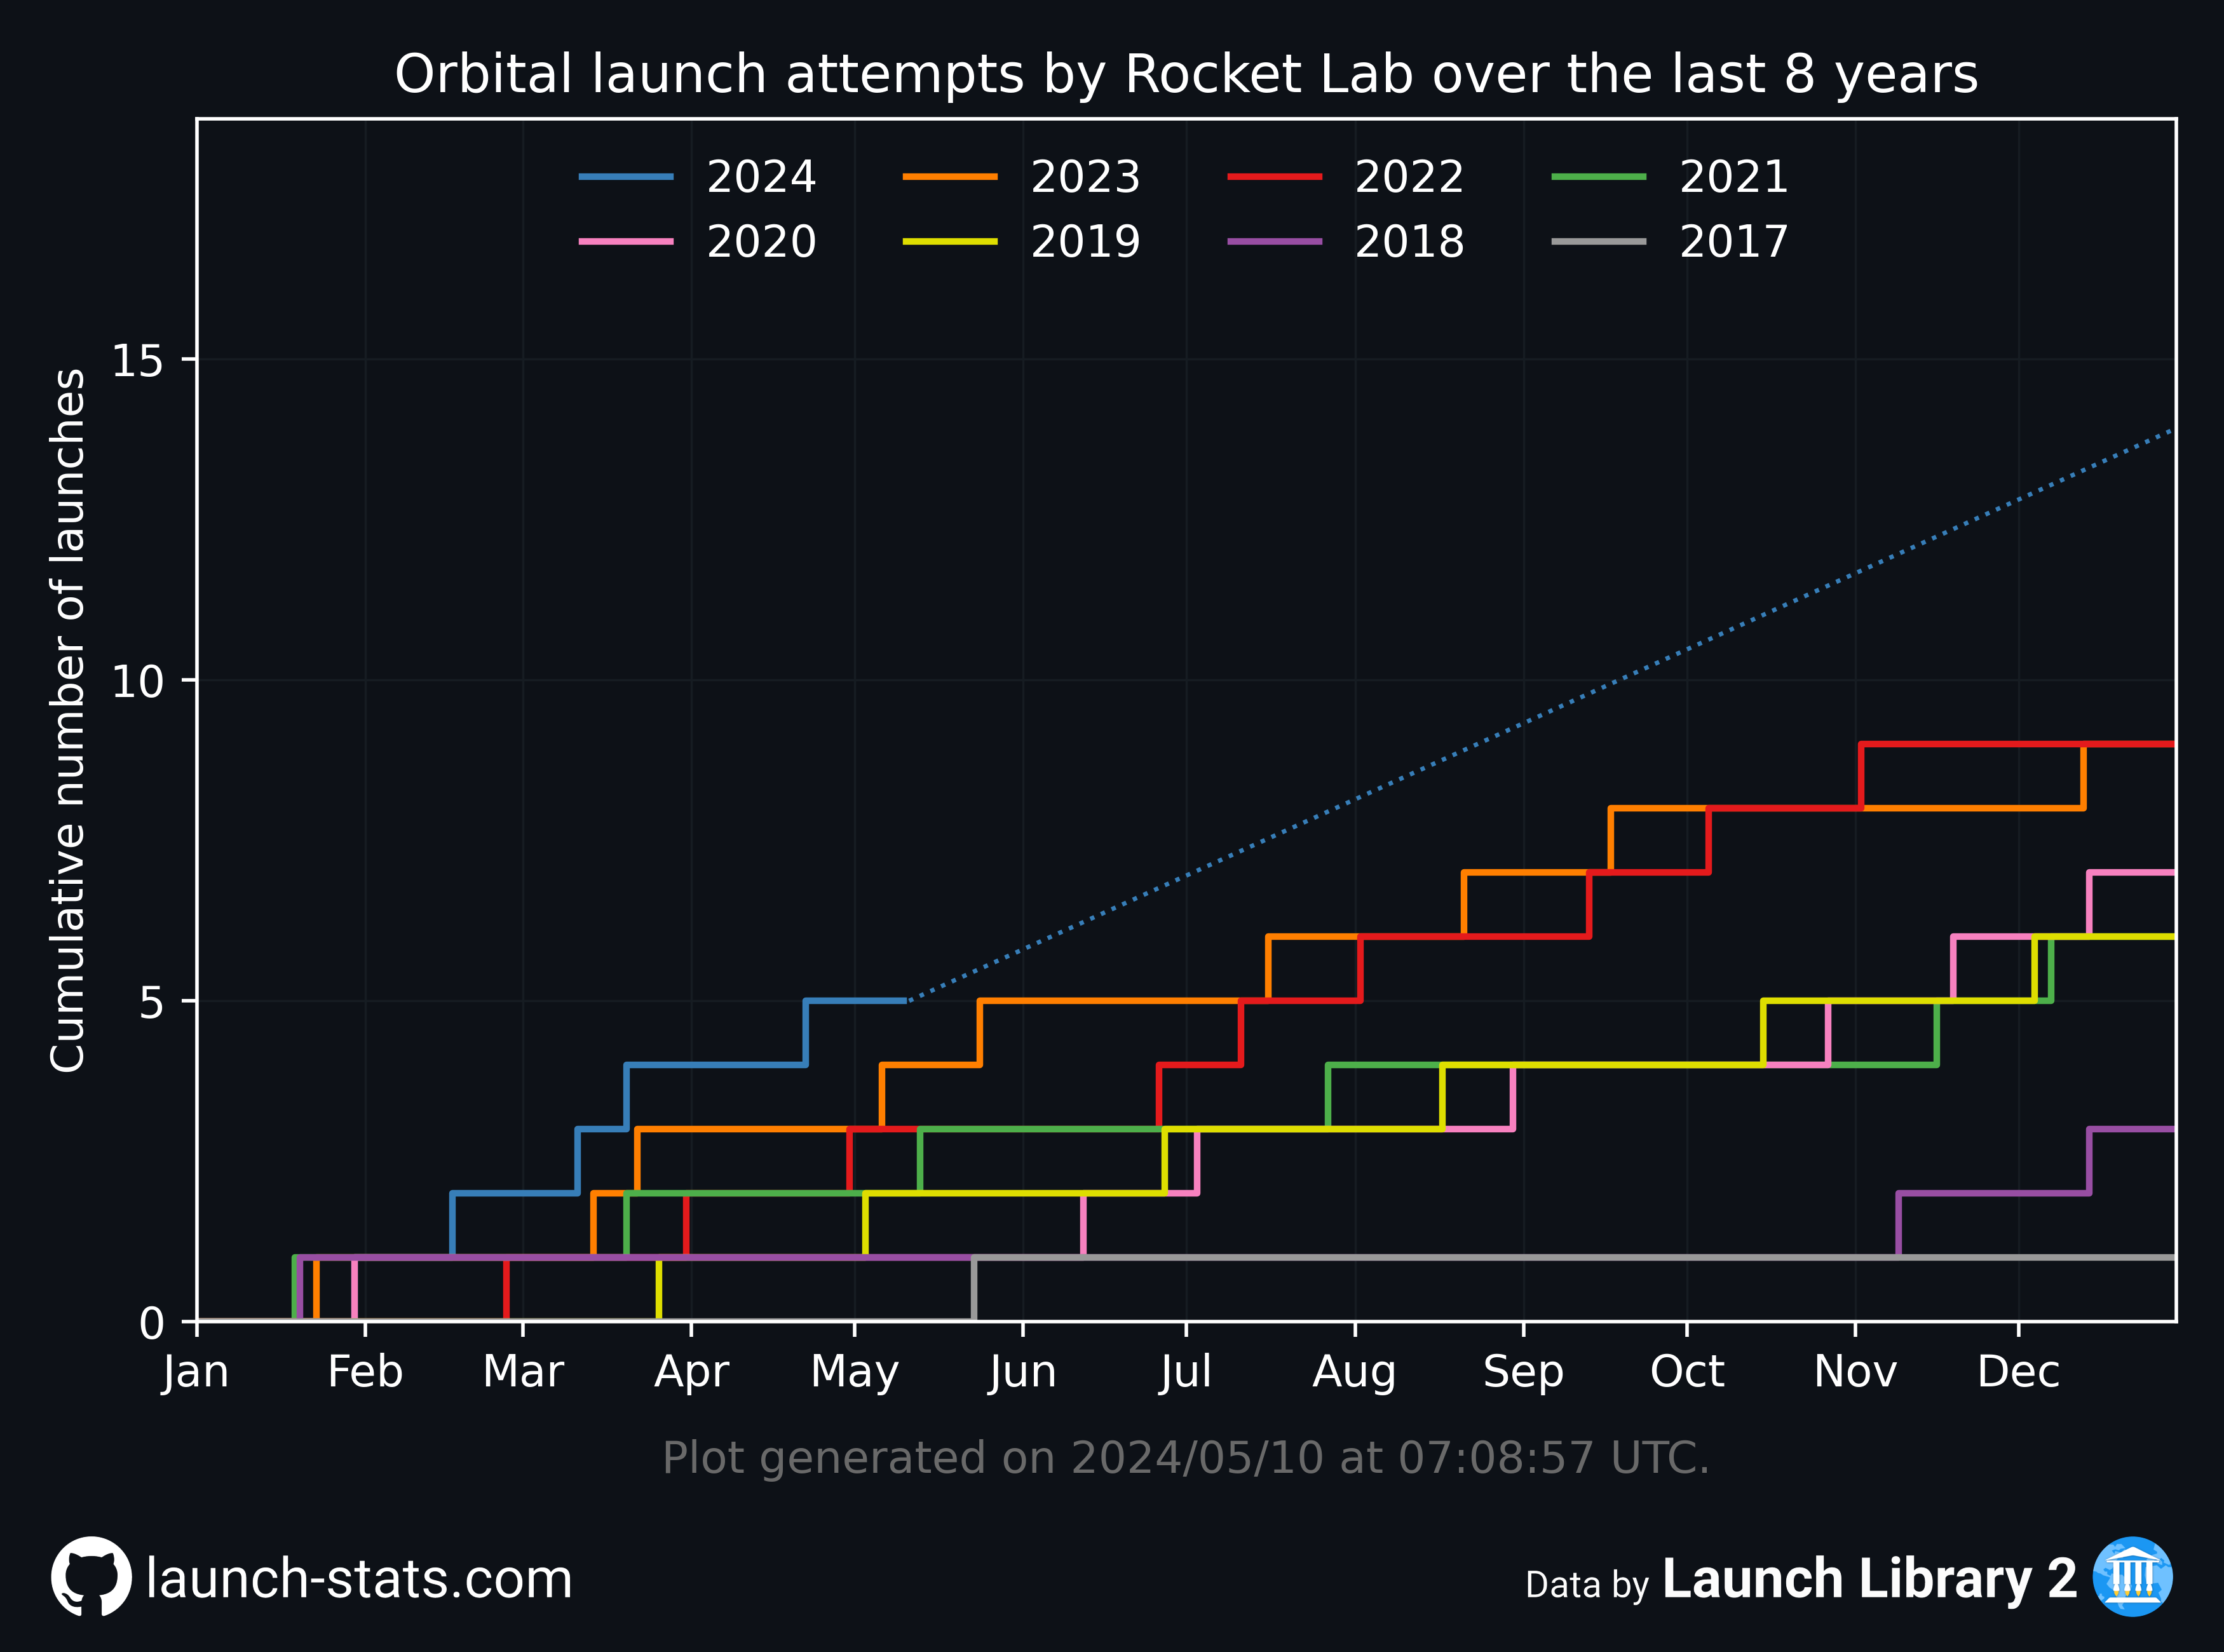 Orbital launch attempts by Rocket Lab over the last 8 years
2024 2023 2022 2021
2020 2019 2018 2017
Cumulative number of launches
15
10
5
0
Jan Feb Mar Apr May Jun Jul Aug Sep Oct Nov Dec
Plot generated on 2024/05/10 at 07:08:57 UTC.
launch-stats.com
Data by Launch Library 2